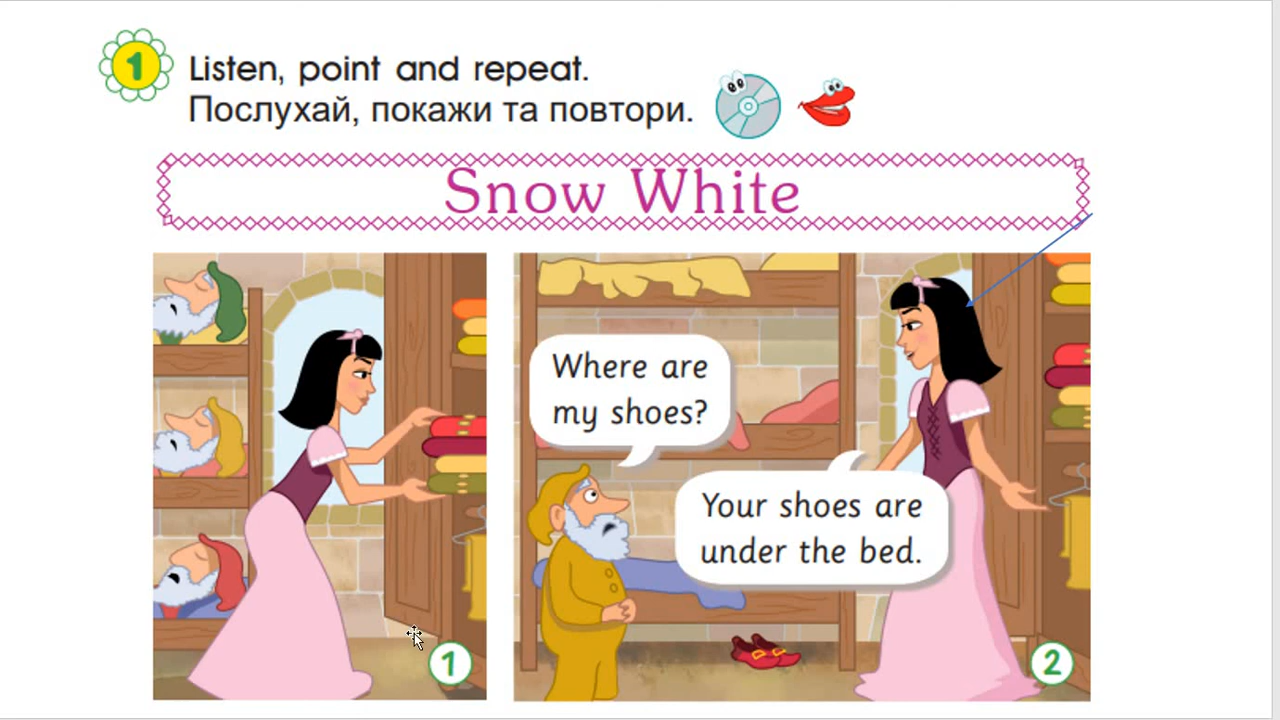 1
Listen, point and repeat.
Послухай, покажи та повтори.
Snow White
Where are
my shoes?
Your shoes are
under the bed.
1
2